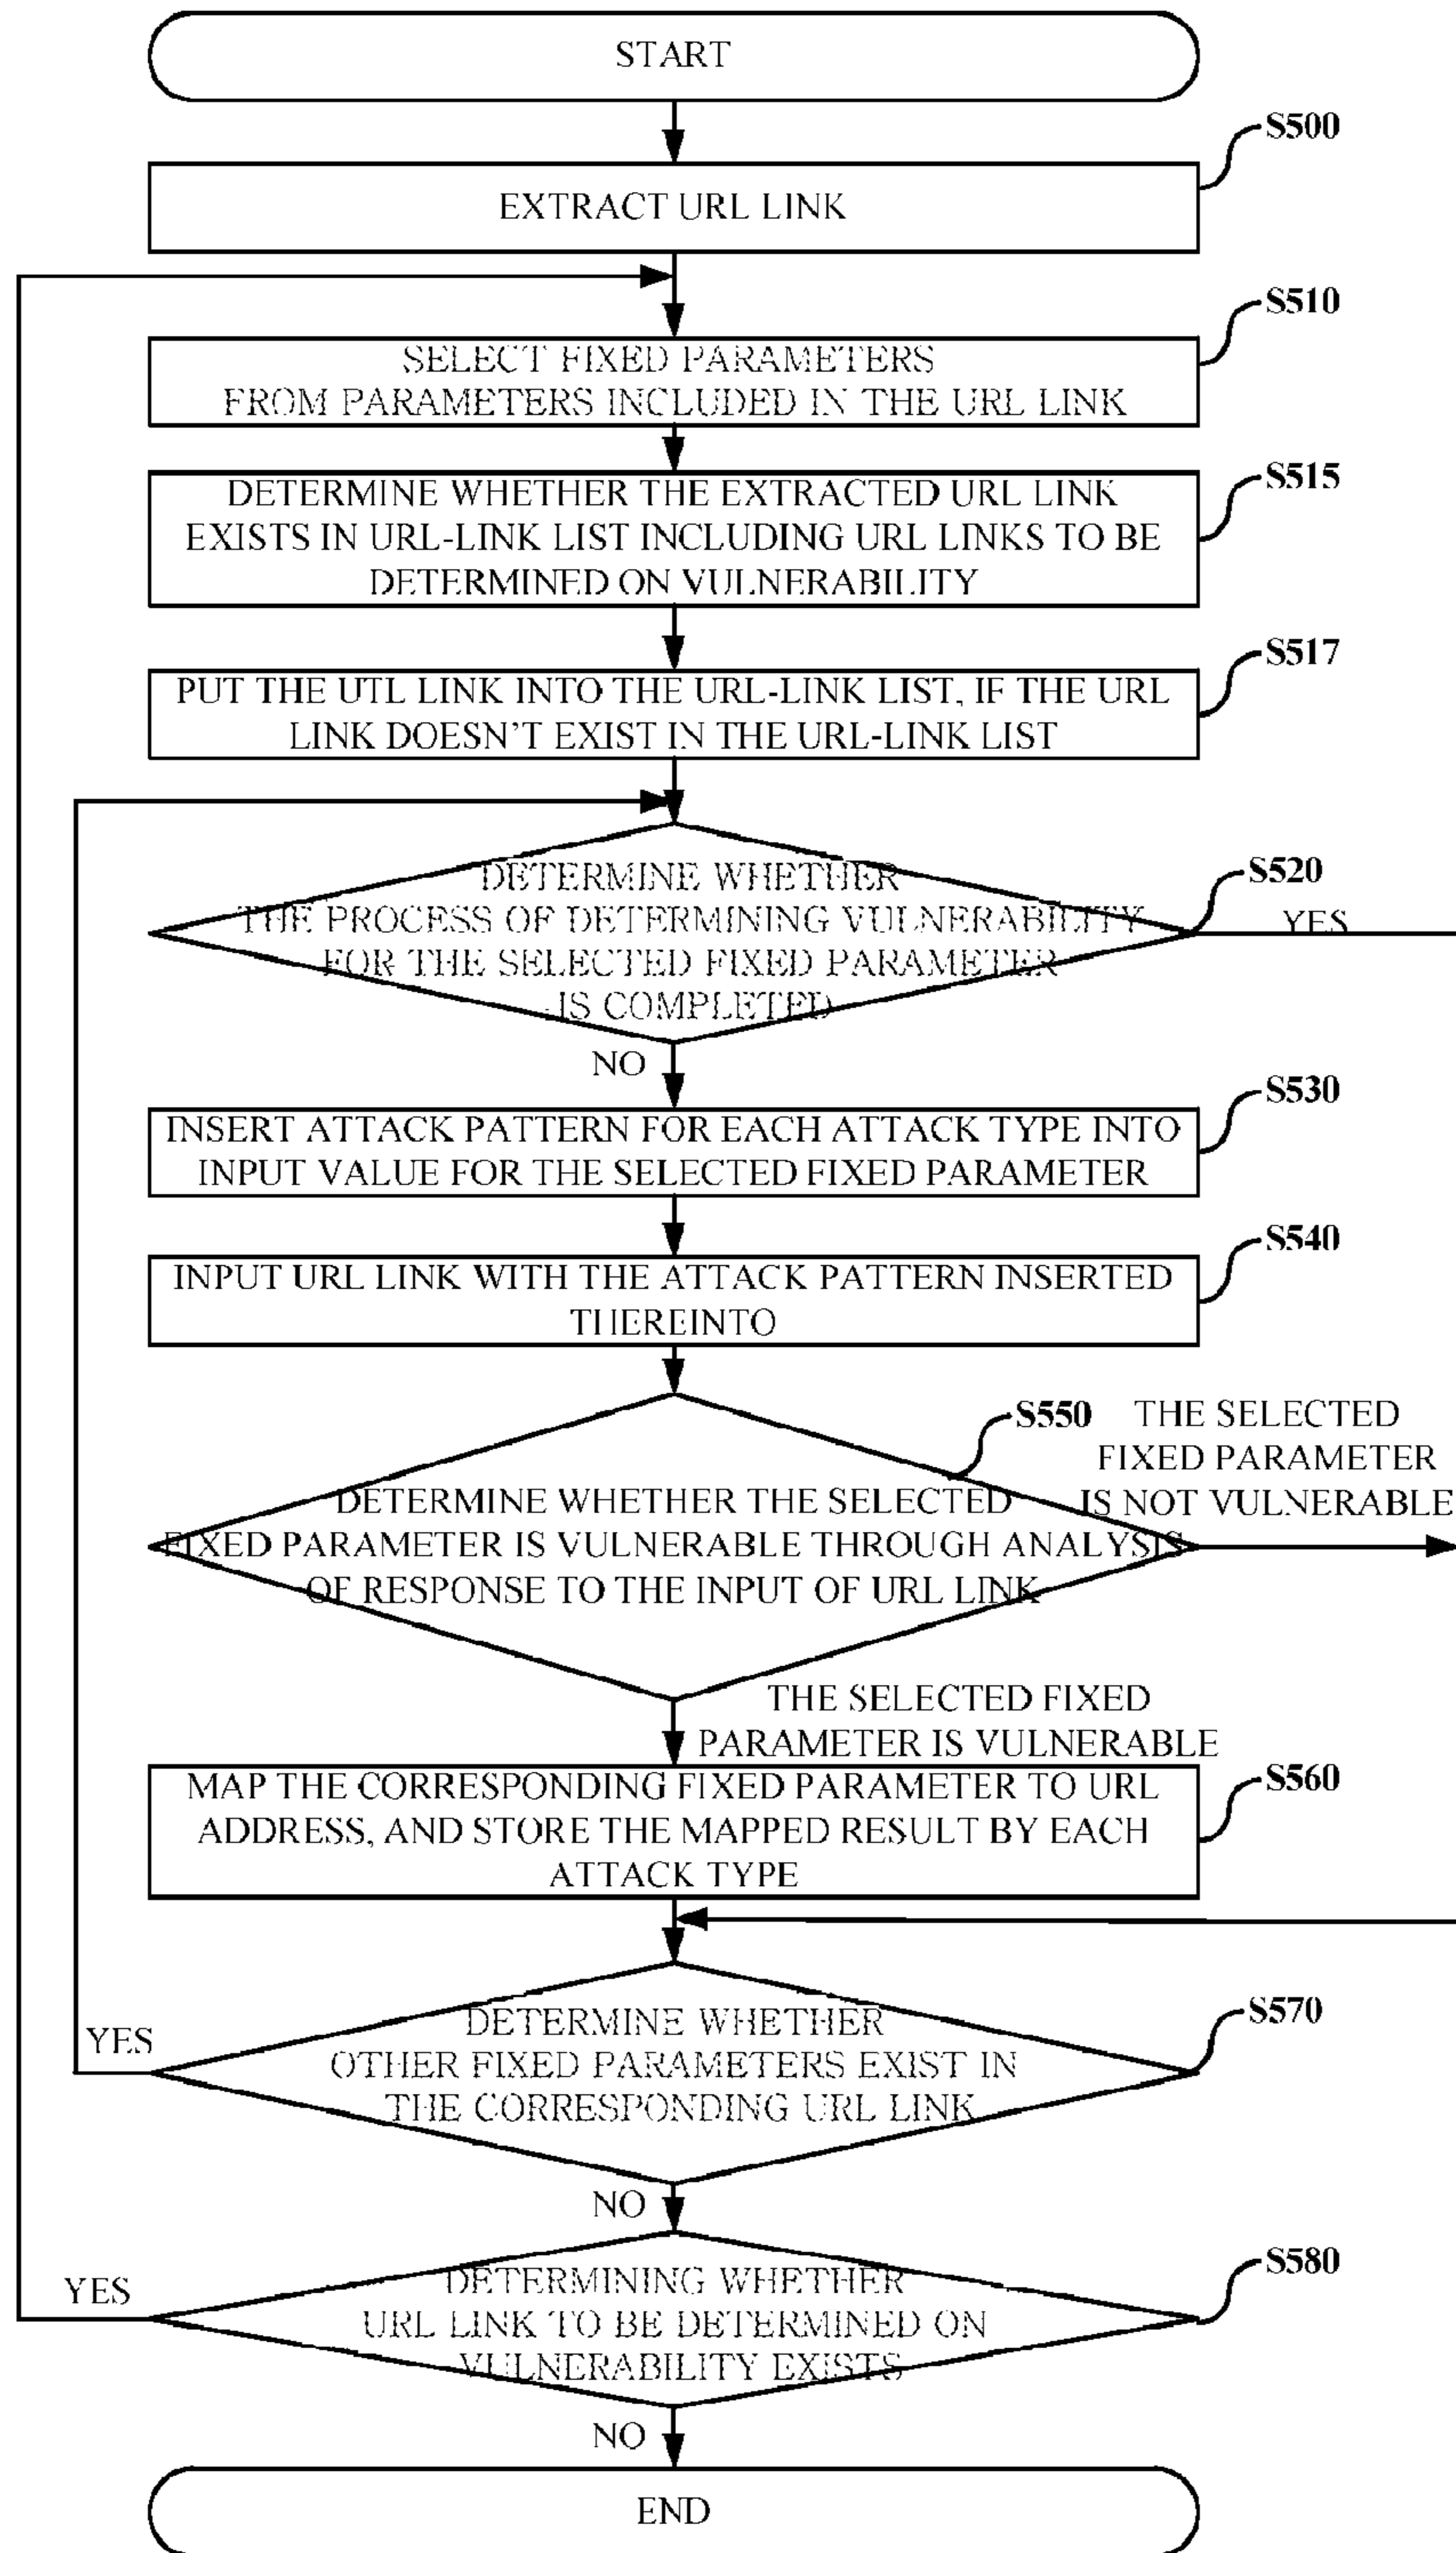 START
S500
EXTRACT URL LINK
S510
SELECT FIXED PARAMETERS
FROM PARAMETERS INCLUDED IN THE URL LINK
S515
DETERMINE WHETHER THE EXTRACTED URL LINK
EXISTS IN URL-LINK LIST INCLUDING URL LINKS TO BE
DETERMINED ON VULNERABILITY
S517
PUT THE UTL LINK INTO THE URL-LINK LIST, IF THE URL
LINK DOESN'T EXIST IN THE URL-LINK LIST
S520
DETERMINE WHETHER
THE PROCESS OF DETERMINING VULNERABILITY
FOR THE SELECTED FIXED PARAMETER
IS COMPLETED
YES
NO
S530
INSERT ATTACK PATTERN FOR EACH ATTACK TYPE INTO
INPUT VALUE FOR THE SELECTED FIXED PARAMETER
S540
INPUT URL LINK WITH THE ATTACK PATTERN INSERTED
THEREINTO
S550
THE SELECTED
FIXED PARAMETER
IS NOT VULNERABLE
DETERMINE WHETHER THE SELECTED
FIXED PARAMETER IS VULNERABLE THROUGH ANALYSIS
OF RESPONSE TO THE INPUT OF URL LINK
THE SELECTED FIXED
PARAMETER IS VULNERABLE
S560
MAP THE CORRESPONDING FIXED PARAMETER TO URL
ADDRESS, AND STORE THE MAPPED RESULT BY EACH
ATTACK TYPE
S570
DETERMINE WHETHER
OTHER FIXED PARAMETERS EXIST IN
THE CORRESPONDING URL LINK
YES
NO
S580
DETERMINING WHETHER
URL LINK TO BE DETERMINED ON
VULNERABILITY EXISTS
YES
NO
END